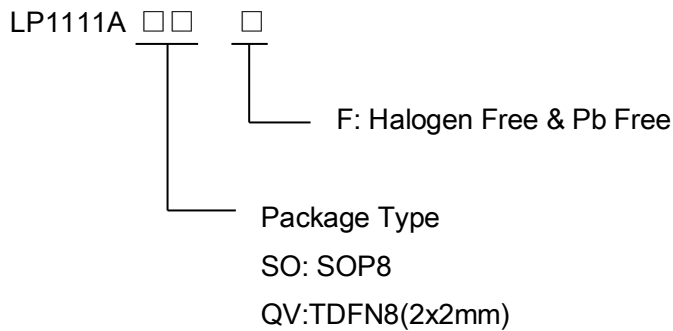 LP1111A □□ □
F: Halogen Free & Pb Free
Package Type
SO: SOP8
QV:TDFN8(2x2mm)